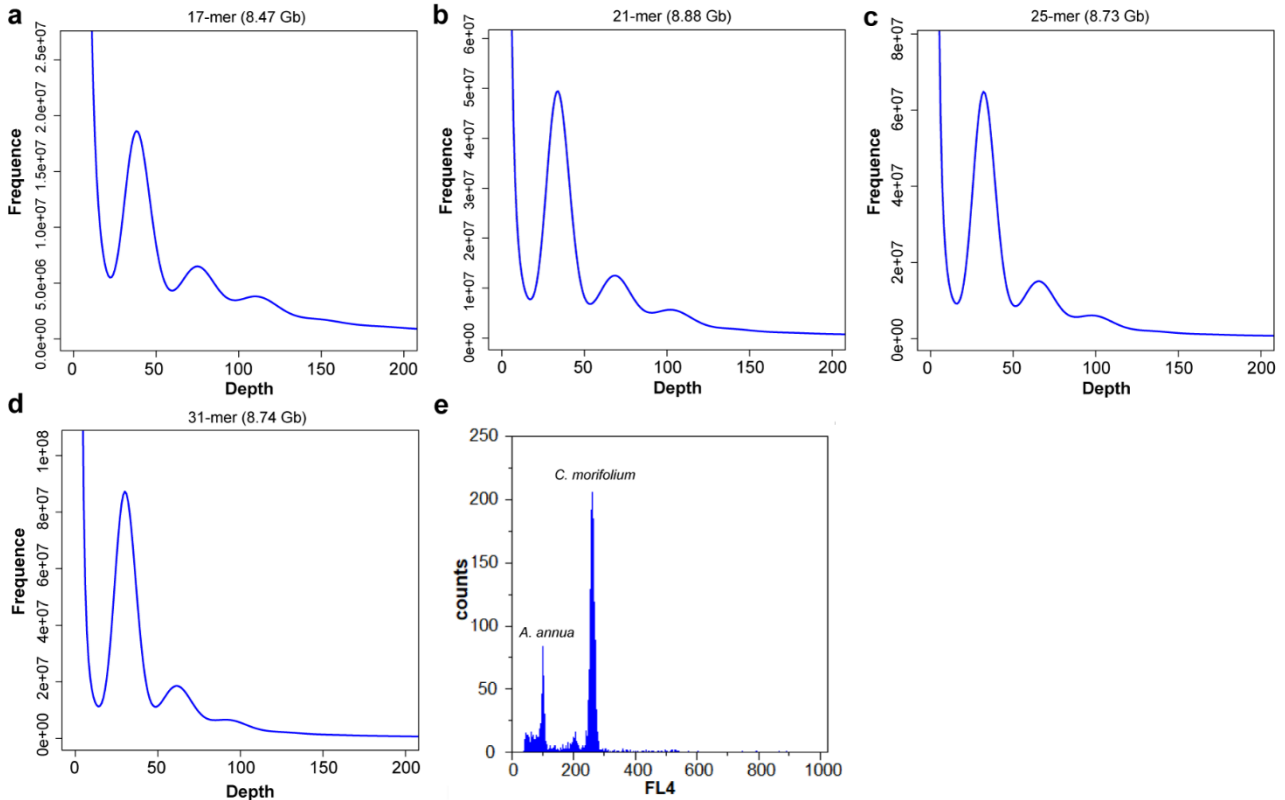 a
17-mer (8.47 Gb)
Frequence
0.0e+00 5.0e+06 1.0e+07 1.5e+07 2.0e+07 2.5e+07
0 50 100 150 200
Depth
b
21-mer (8.88 Gb)
Frequence
0e+00 1e+07 2e+07 3e+07 4e+07 5e+07 6e+07
0 50 100 150 200
Depth
c
25-mer (8.73 Gb)
Frequence
0e+00 2e+07 4e+07 6e+07 8e+07
0 50 100 150 200
Depth
d
31-mer (8.74 Gb)
Frequence
0e+00 2e+07 4e+07 6e+07 8e+07 1e+08
0 50 100 150 200
Depth
e
250
200
150
100
50
0
counts
C. morifolium
A. annua
0 200 400 600 800 1000
FL4